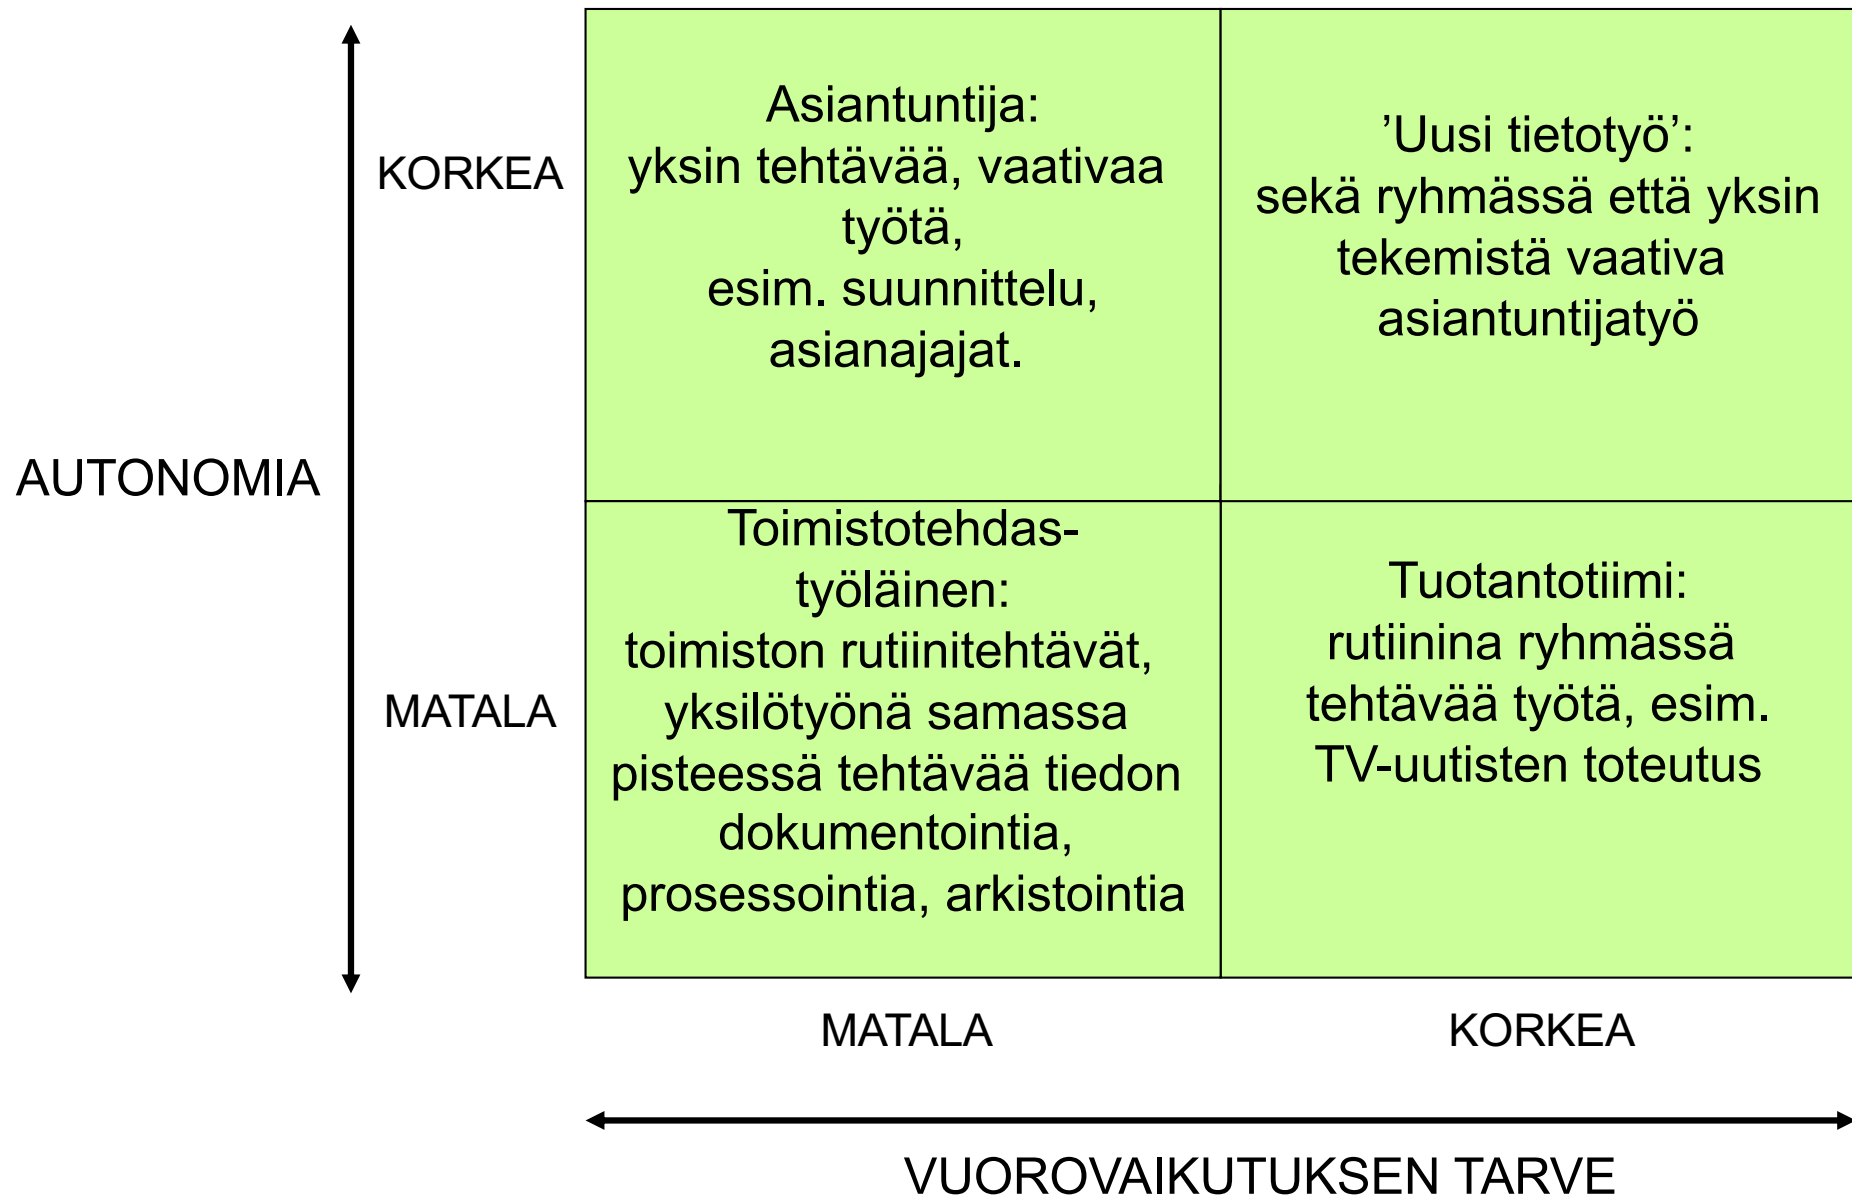 Asiantuntija:
yksin tehtävää, vaativaa
työtä,
esim. suunnittelu,
asianajajat.
’Uusi tietotyö’:
sekä ryhmässä että yksin
tekemistä vaativa
asiantuntijatyö
KORKEA
AUTONOMIA
MATALA
Toimistotehdas-
työläinen:
toimiston rutiinitehtävät,
yksilötyönä samassa
pisteessä tehtävää tiedon
dokumentointia,
prosessointia, arkistointia
Tuotantotiimi:
rutiinina ryhmässä
tehtävää työtä, esim.
TV-uutisten toteutus
MATALA
KORKEA
VUOROVAIKUTUKSEN TARVE